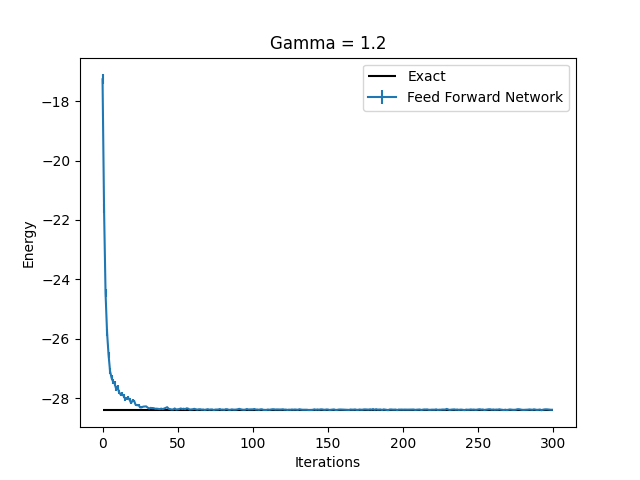 Gamma = 1.2
Exact
Feed Forward Network
Energy
−18
−20
−22
−24
−26
−28
0 50 100 150 200 250 300
Iterations